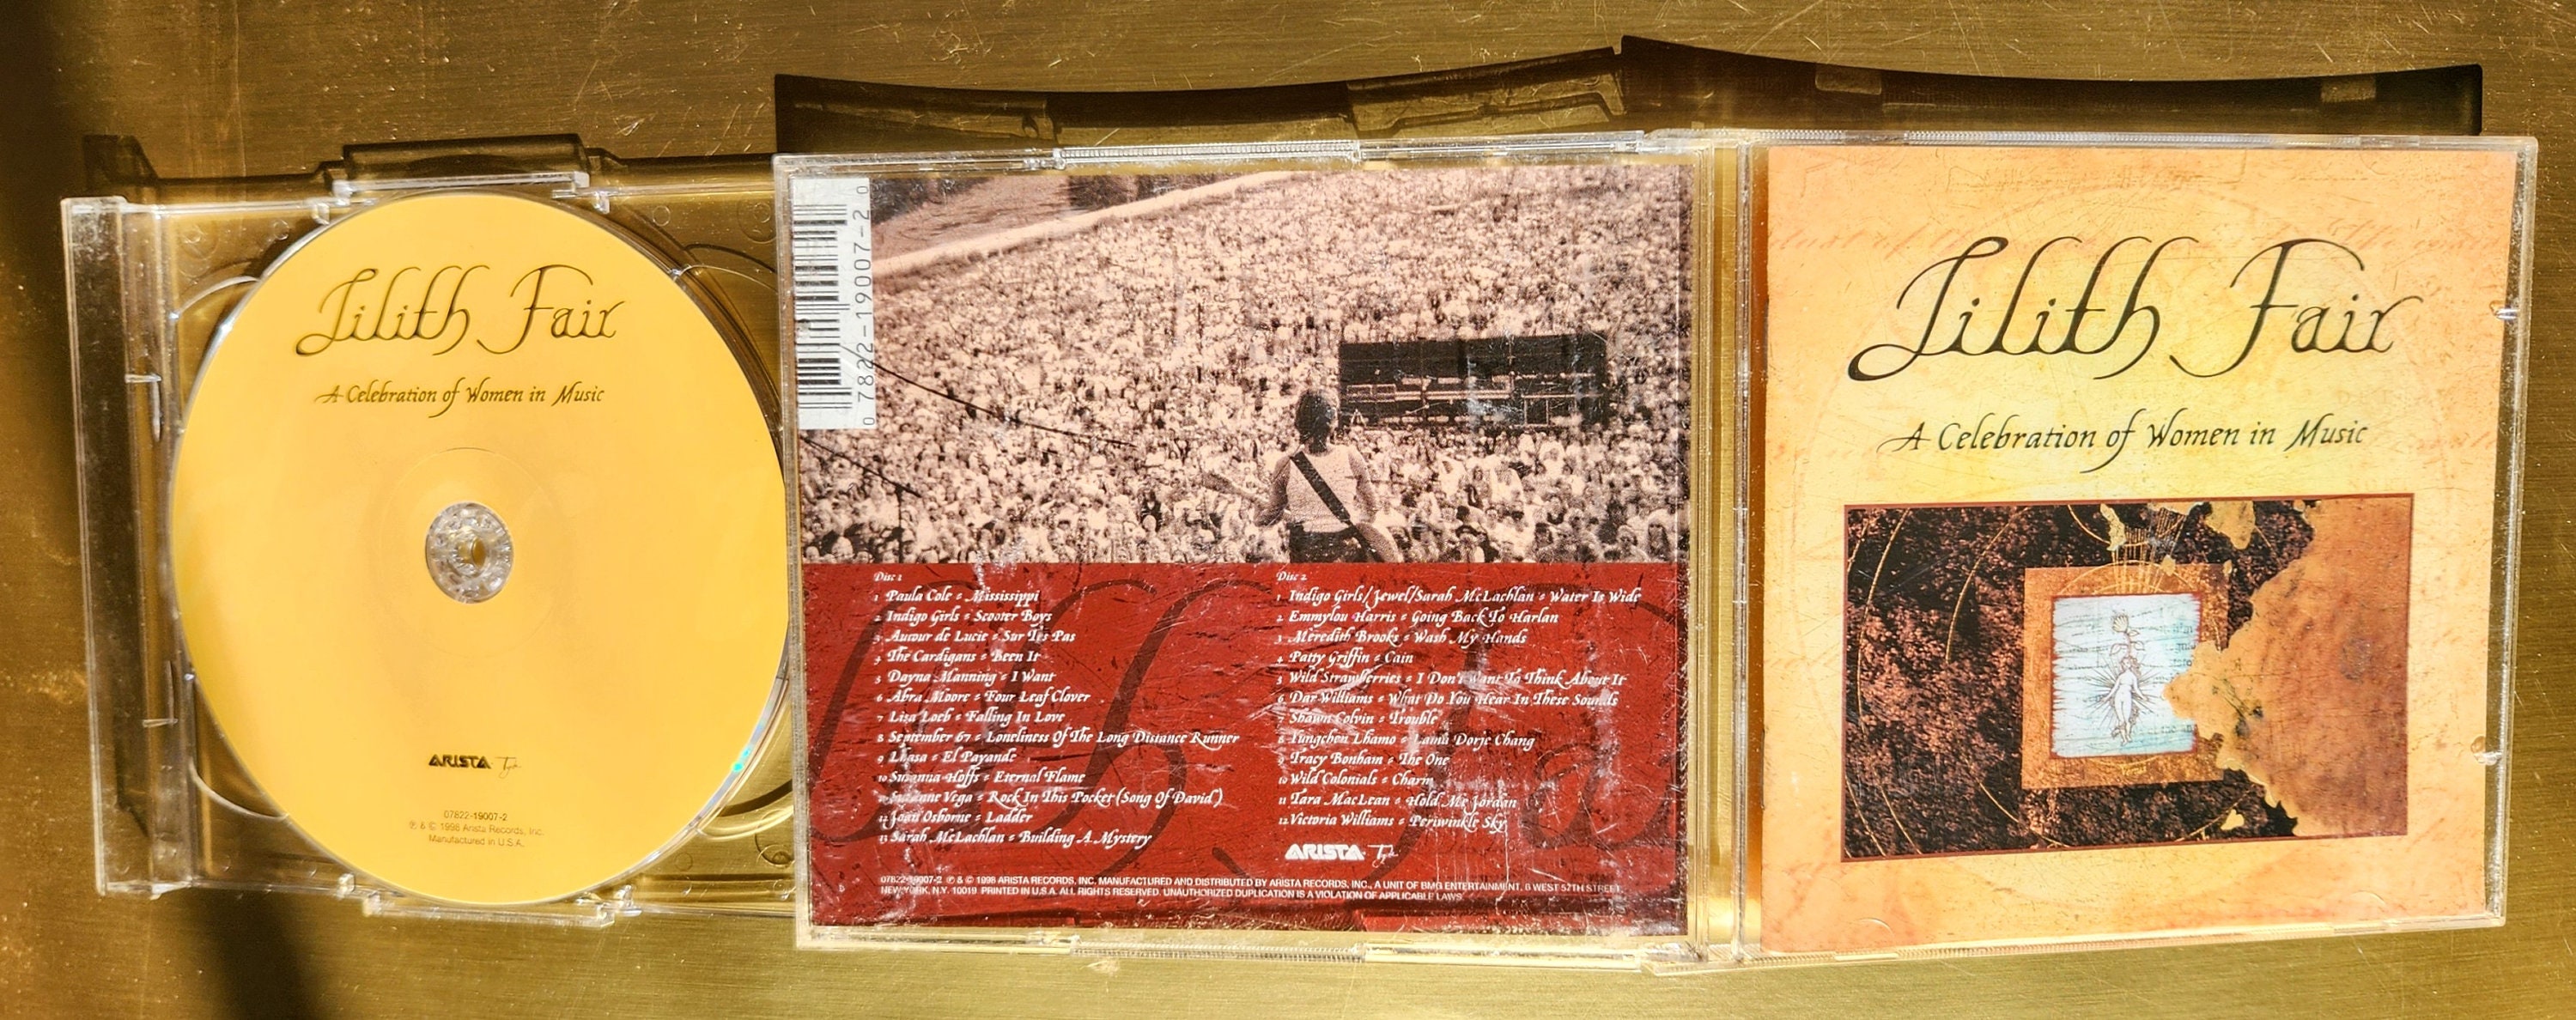 Lilith Fair
A Celebration of Women in Music
ARISTA
07822-19007-2
℗ & © 1998 Arista Records, Inc.
Manufactured in U.S.A.
0 7822-19007-2 0
Disc 1
1 Paula Cole • Mississippi
2 Indigo Girls • Scooter Boys
3 Autour de Lucie • Sur Tes Pas
4 The Cardigans • Been It
5 Dayna Manning • I Want
6 Abra Moore • Four Leaf Clover
7 Lisa Loeb • Falling In Love
8 September 67 • Loneliness Of The Long Distance Runner
9 Lhasa • El Payande
10 Susanna Hoffs • Eternal Flame
11 Suzanne Vega • Rock In This Pocket (Song Of David)
12 Joan Osborne • Ladder
13 Sarah McLachlan • Building A Mystery
Disc 2
1 Indigo Girls/Jewel/Sarah McLachlan • Water Is Wide
2 Emmylou Harris • Going Back To Harlan
3 Meredith Brooks • Wash My Hands
4 Patty Griffin • Cain
5 Wild Strawberries • I Don't Want To Think About It
6 Dar Williams • What Do You Hear In These Sounds
7 Shawn Colvin • Trouble
8 Yungchen Lhamo • Lama Dorje Chang
9 Tracy Bonham • The One
10 Wild Colonials • Charm
11 Tara MacLean • Hold Me Jordan
12 Victoria Williams • Periwinkle Sky
ARISTA
07822-19007-2 ℗ & © 1998 ARISTA RECORDS, INC. MANUFACTURED AND DISTRIBUTED BY ARISTA RECORDS, INC., A UNIT OF BMG ENTERTAINMENT, 6 WEST 57TH STREET,
NEW YORK, N.Y. 10019 PRINTED IN U.S.A. ALL RIGHTS RESERVED. UNAUTHORIZED DUPLICATION IS A VIOLATION OF APPLICABLE LAWS
Lilith Fair
A Celebration of Women in Music